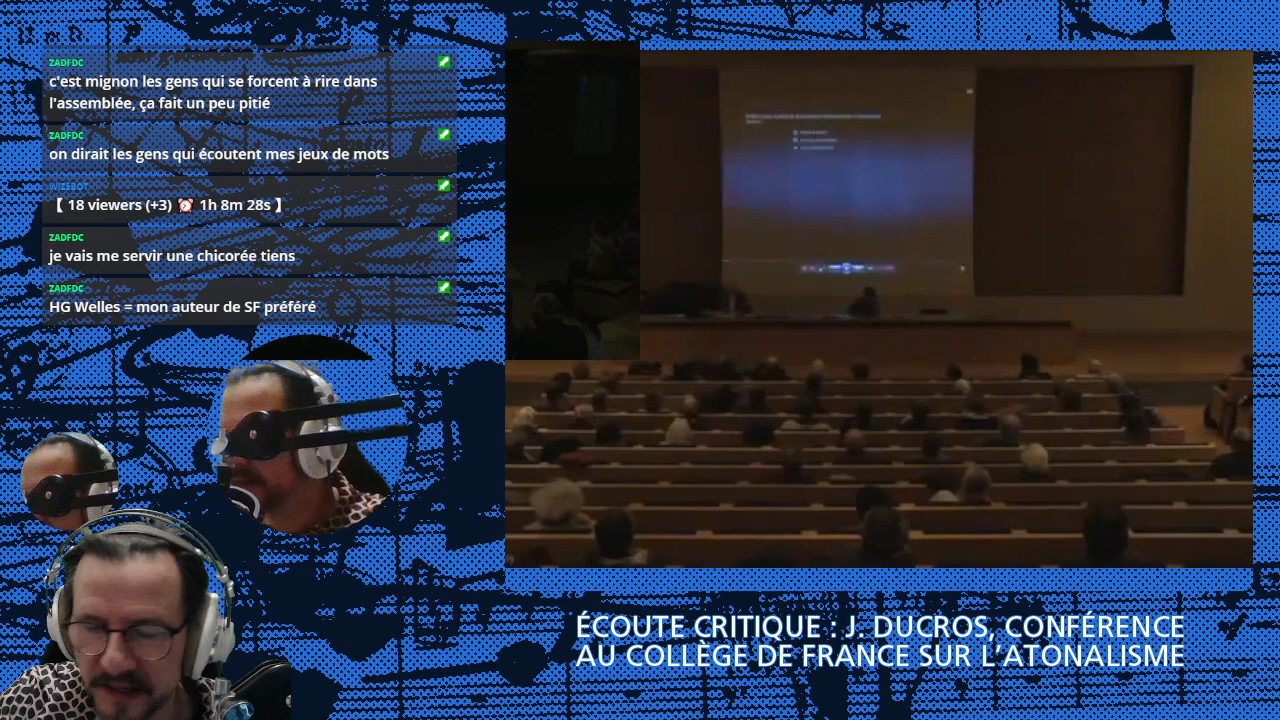 ZADFDC
c'est mignon les gens qui se forcent à rire dans
l'assemblée, ça fait un peu pitié
ZADFDC
on dirait les gens qui écoutent mes jeux de mots
WIZEBOT
【 18 viewers (+3) ⏰ 1h 8m 28s 】
ZADFDC
je vais me servir une chicorée tiens
ZADFDC
HG Welles = mon auteur de SF préféré
ÉCOUTE CRITIQUE : J. DUCROS, CONFÉRENCE
AU COLLÈGE DE FRANCE SUR L'ATONALISME